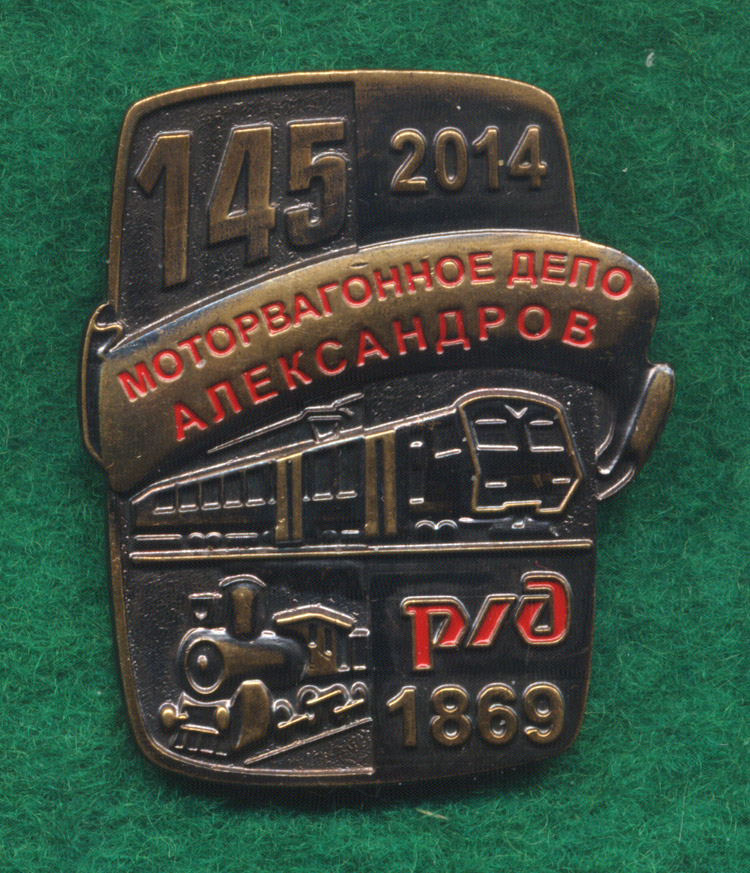 145 2014
МОТОРВАГОННОЕ ДЕПО
АЛЕКСАНДРОВ
РЖД
1869